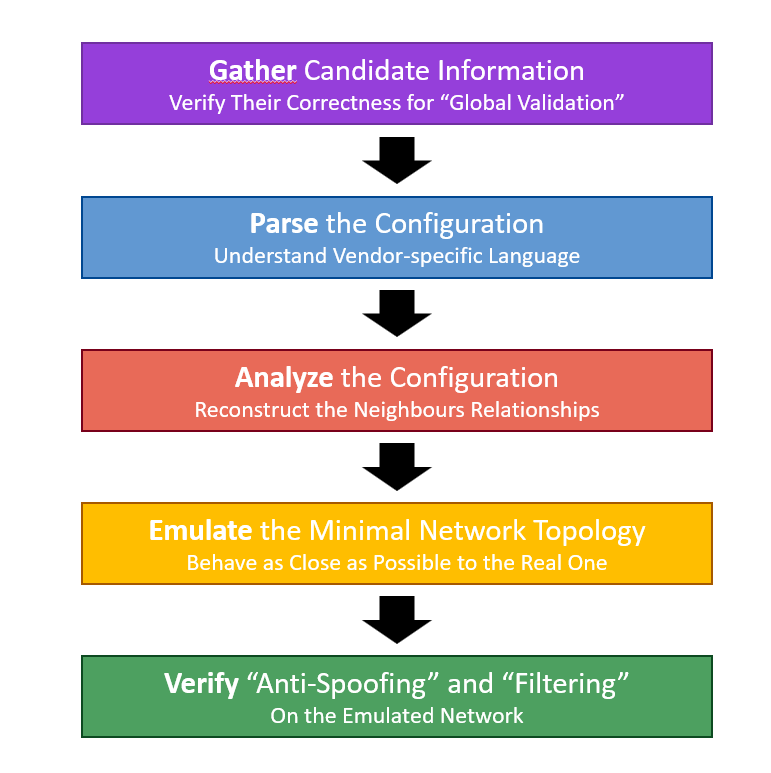 Gather Candidate Information
Verify Their Correctness for “Global Validation”
Parse the Configuration
Understand Vendor-specific Language
Analyze the Configuration
Reconstruct the Neighbours Relationships
Emulate the Minimal Network Topology
Behave as Close as Possible to the Real One
Verify “Anti-Spoofing” and “Filtering”
On the Emulated Network